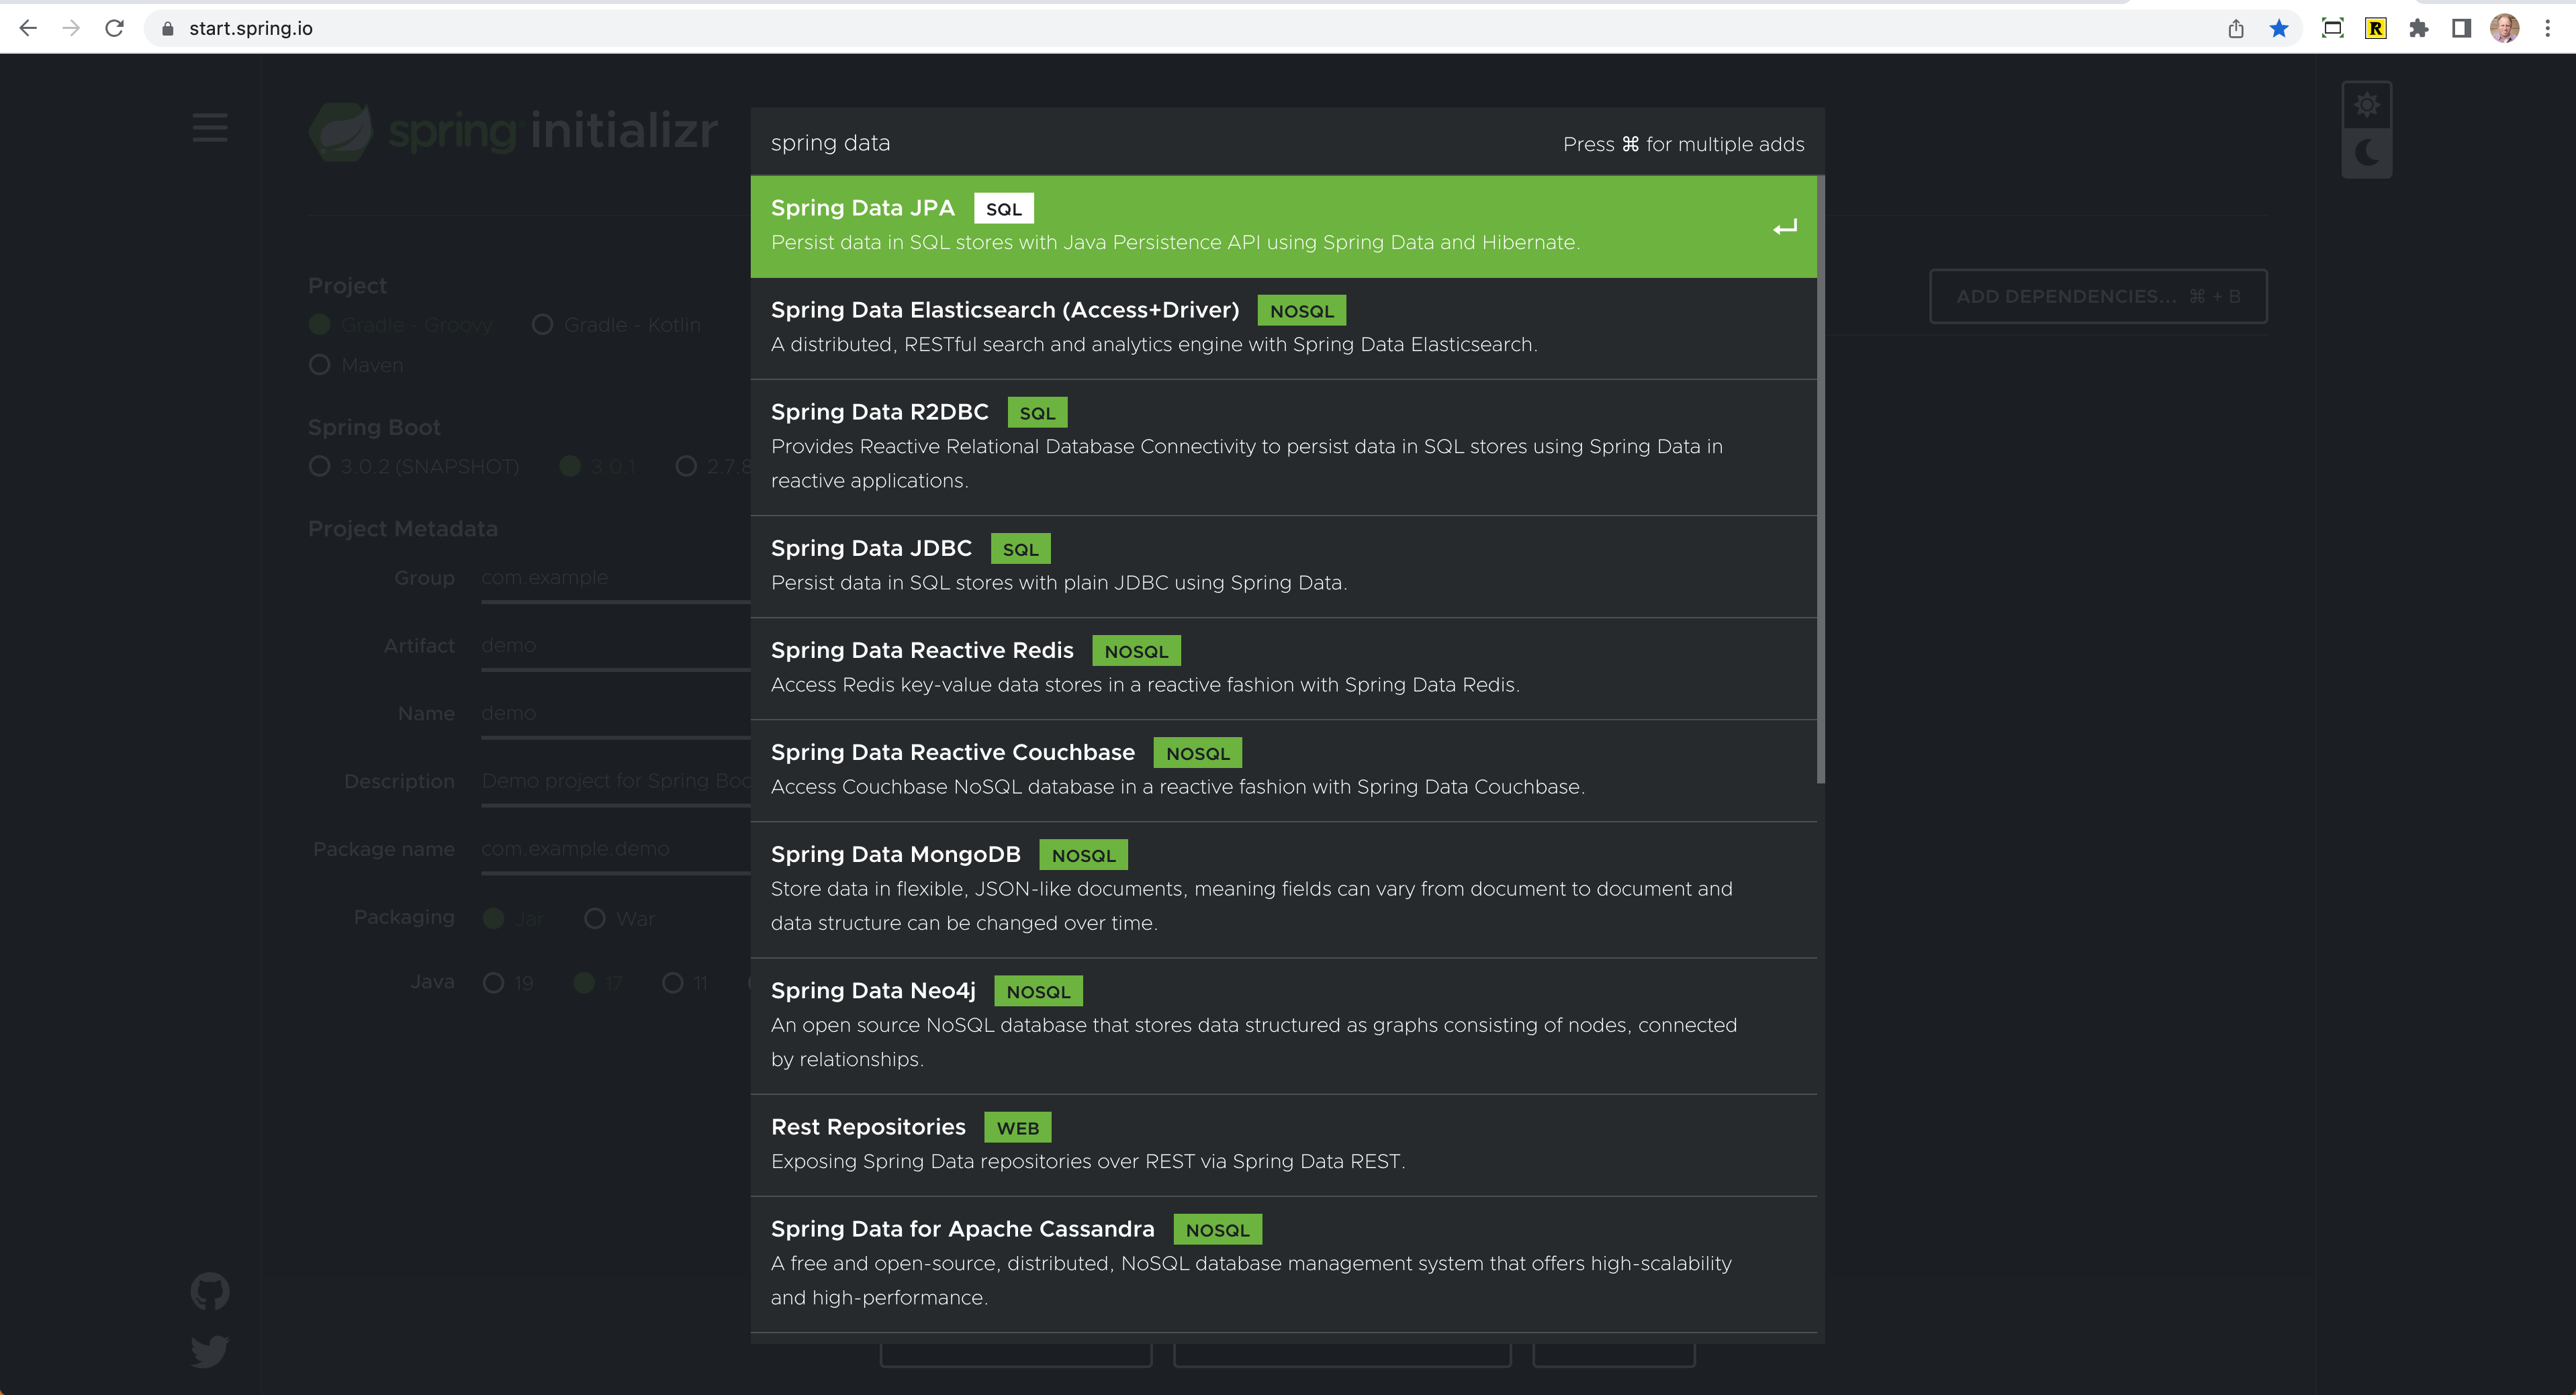 start.spring.io
spring initializr
spring data
Press ⌘ for multiple adds
Spring Data JPA SQL
Persist data in SQL stores with Java Persistence API using Spring Data and Hibernate.
Spring Data Elasticsearch (Access+Driver) NOSQL
A distributed, RESTful search and analytics engine with Spring Data Elasticsearch.
Spring Data R2DBC SQL
Provides Reactive Relational Database Connectivity to persist data in SQL stores using Spring Data in
reactive applications.
Spring Data JDBC SQL
Persist data in SQL stores with plain JDBC using Spring Data.
Spring Data Reactive Redis NOSQL
Access Redis key-value data stores in a reactive fashion with Spring Data Redis.
Spring Data Reactive Couchbase NOSQL
Access Couchbase NoSQL database in a reactive fashion with Spring Data Couchbase.
Spring Data MongoDB NOSQL
Store data in flexible, JSON-like documents, meaning fields can vary from document to document and
data structure can be changed over time.
Spring Data Neo4j NOSQL
An open source NoSQL database that stores data structured as graphs consisting of nodes, connected
by relationships.
Rest Repositories WEB
Exposing Spring Data repositories over REST via Spring Data REST.
Spring Data for Apache Cassandra NOSQL
A free and open-source, distributed, NoSQL database management system that offers high-scalability
and high-performance.
Project
Gradle - Groovy Gradle - Kotlin
Maven
Spring Boot
3.0.2 (SNAPSHOT) 3.0.1 2.7.8
Project Metadata
Group com.example
Artifact demo
Name demo
Description Demo project for Spring Boo
Package name com.example.demo
Packaging Jar War
Java 19 17 11
ADD DEPENDENCIES... ⌘ + B
R